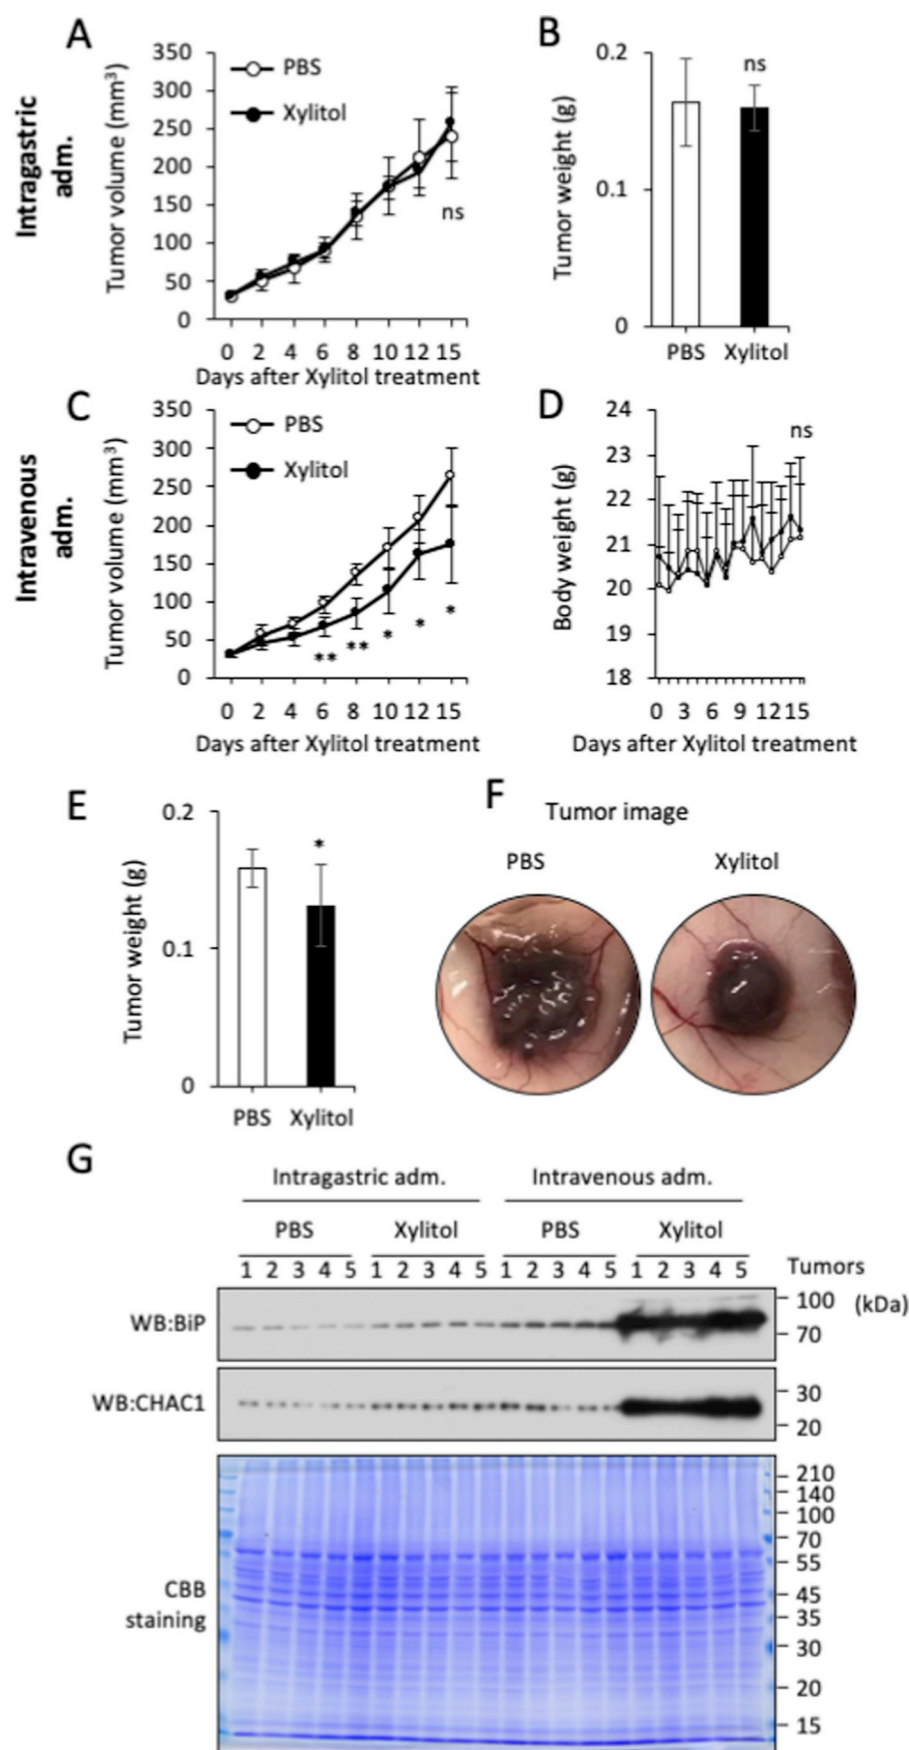 A
Intragastric
adm.
Tumor volume (mm³)
350
300
250
200
150
100
50
0
PBS
Xylitol
ns
0 2 4 6 8 10 12 15
Days after Xylitol treatment
B
Tumor weight (g)
0.2
0.1
0
ns
PBS Xylitol
C
Intravenous
adm.
Tumor volume (mm³)
350
300
250
200
150
100
50
0
PBS
Xylitol
** ** * * *
0 2 4 6 8 10 12 15
Days after Xylitol treatment
D
Body weight (g)
24
23
22
21
20
19
18
ns
0 3 6 9 12 15
Days after Xylitol treatment
E
Tumor weight (g)
0.2
0.1
0
*
PBS Xylitol
F
Tumor image
PBS Xylitol
G
Intragastric adm. Intravenous adm.
PBS Xylitol PBS Xylitol
1 2 3 4 5 1 2 3 4 5 1 2 3 4 5 1 2 3 4 5 Tumors
WB:BiP
100 (kDa)
70
WB:CHAC1
30
20
CBB
staining
210
140
100
70
55
45
35
30
20
15